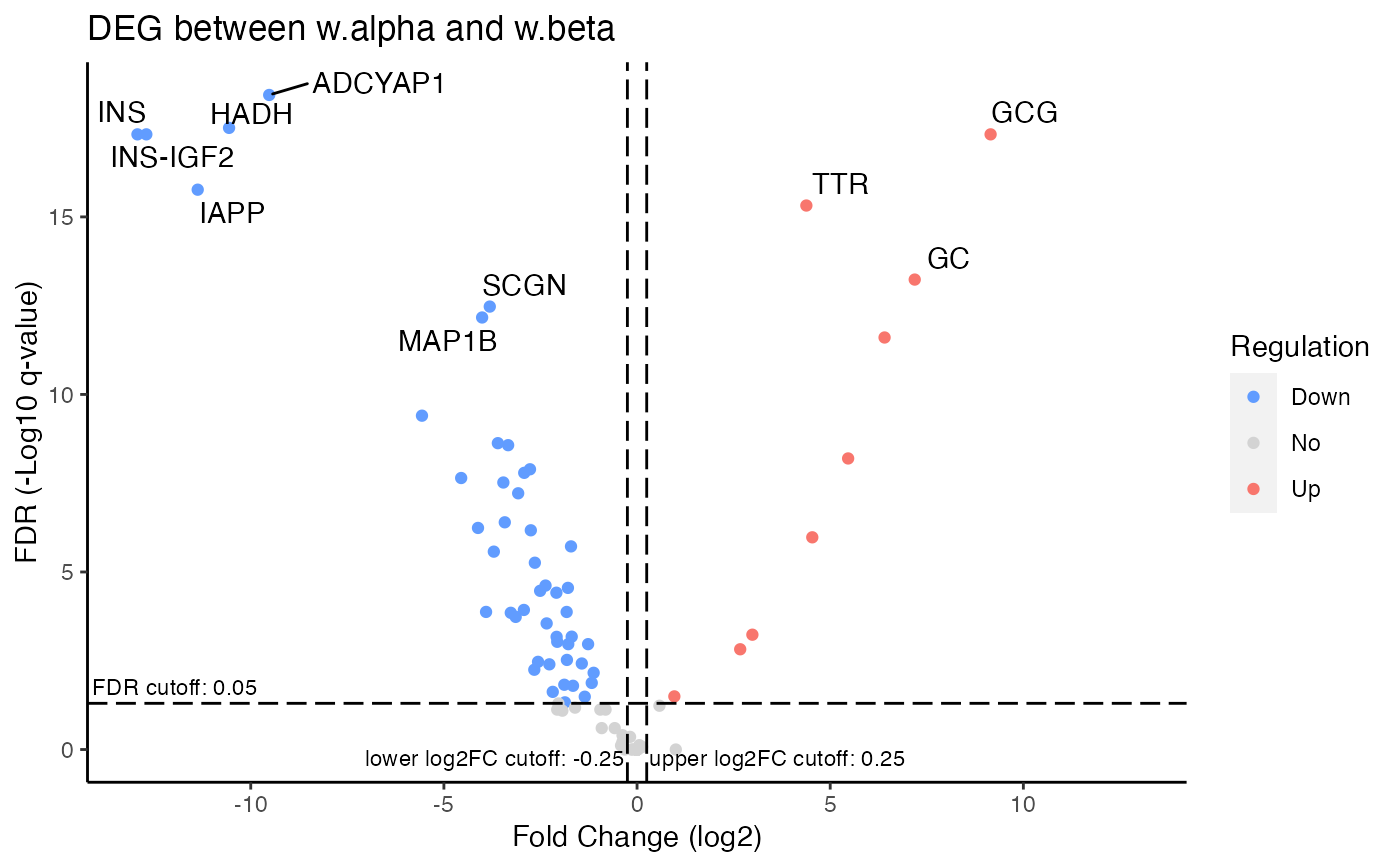 DEG between w.alpha and w.beta
ADCYAP1
INS
HADH
GCG
INS-IGF2
TTR
IAPP
GC
SCGN
MAP1B
FDR cutoff: 0.05
lower log2FC cutoff: -0.25
upper log2FC cutoff: 0.25
15
10
5
0
-10
-5
0
5
10
Fold Change (log2)
FDR (-Log10 q-value)
Regulation
Down
No
Up